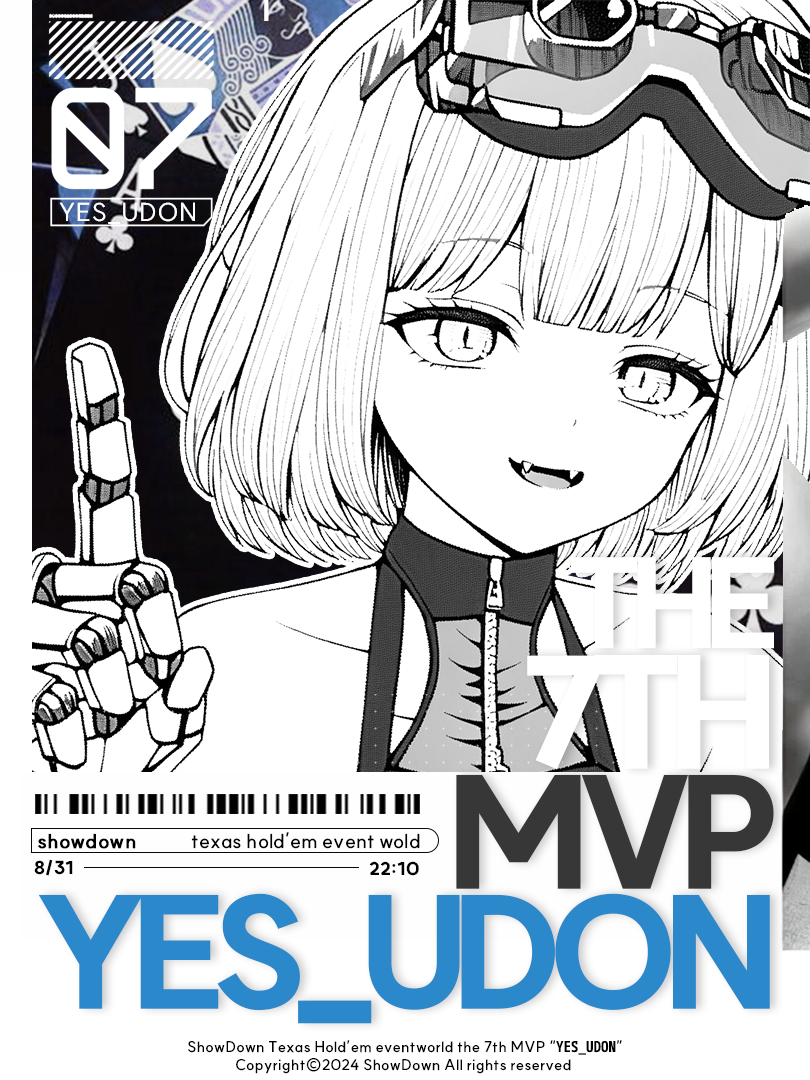 07
YES_UDON
THE
7TH
MVP
showdown texas hold'em event wold
8/31 22:10
YES_UDON
ShowDown Texas Hold'em eventworld the 7th MVP "YES_UDON"
Copyright©2024 ShowDown All rights reserved